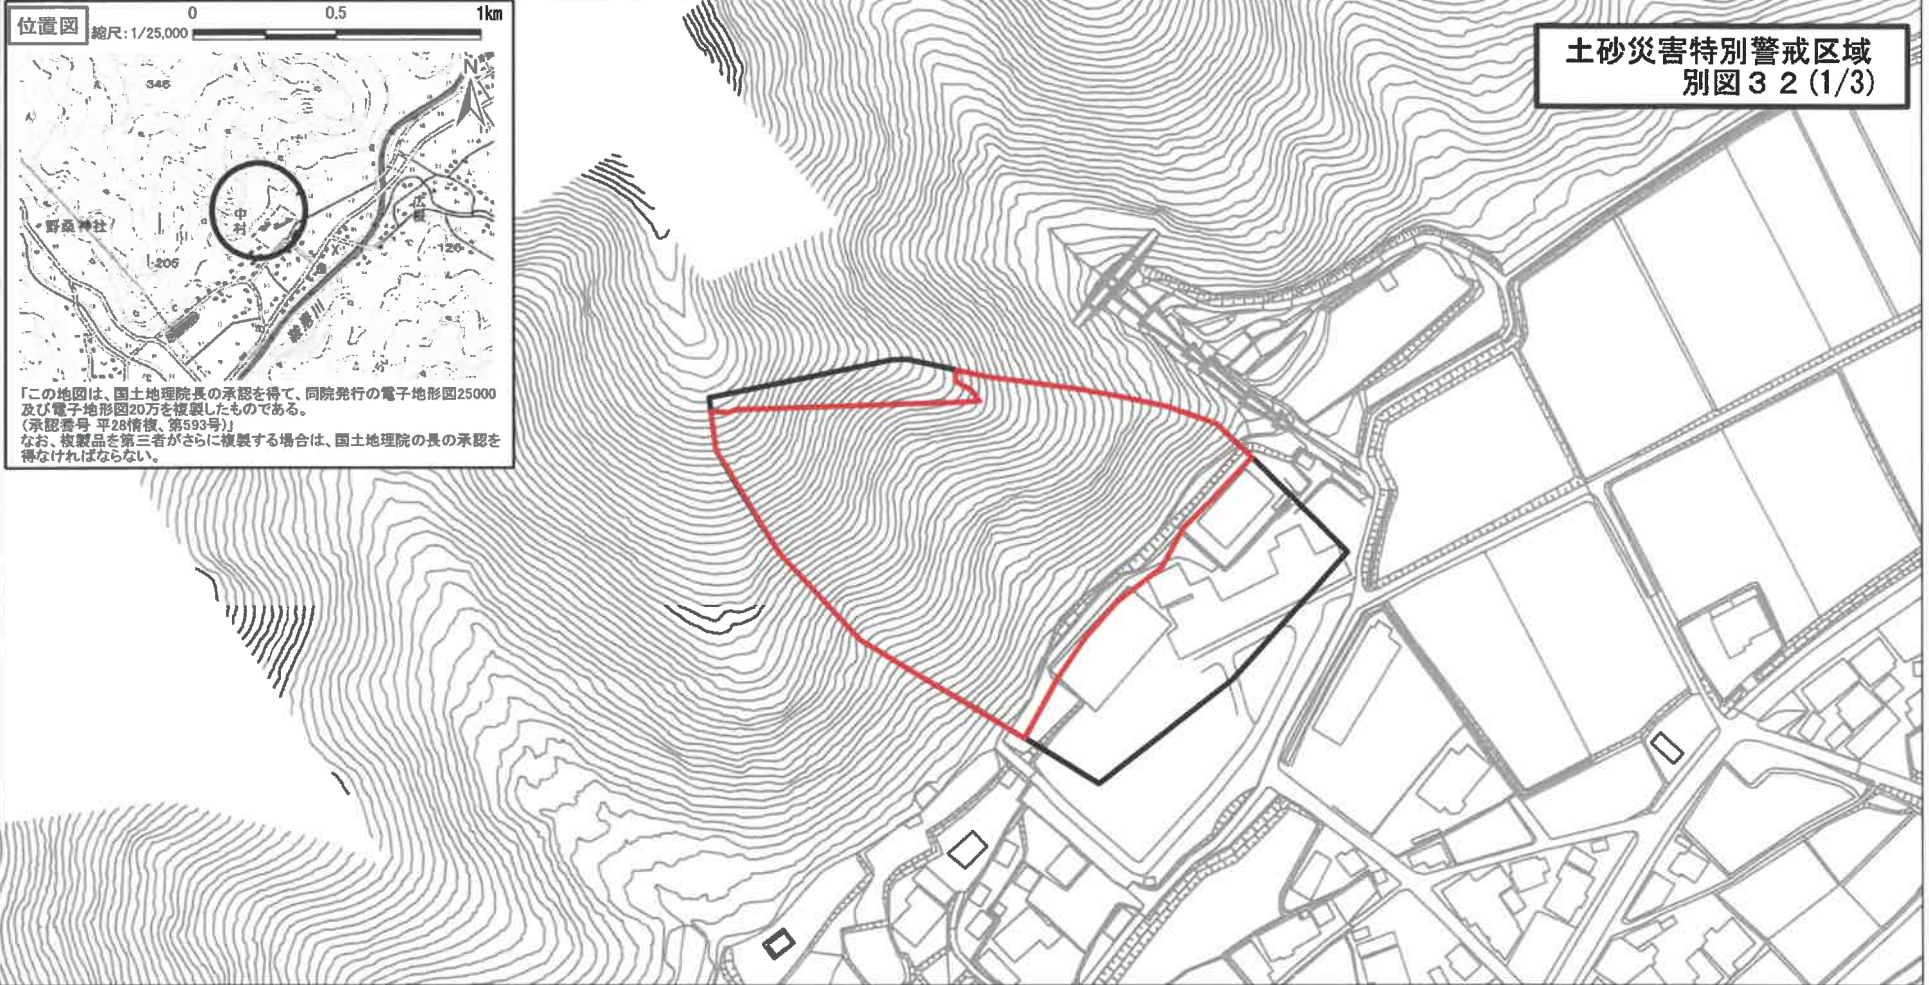 位置図
縮尺:1/25,000
0 0.5 1km
N
346
中村
広
野桑神社
206
126
「この地図は、国土地理院長の承認を得て、同院発行の電子地形図25000
及び電子地形図20万を複製したものである。
(承認番号 平28情複、第593号)」
なお、複製品を第三者がさらに複製する場合は、国土地理院の長の承認を
得なければならない。
土砂災害特別警戒区域
別図32(1/3)